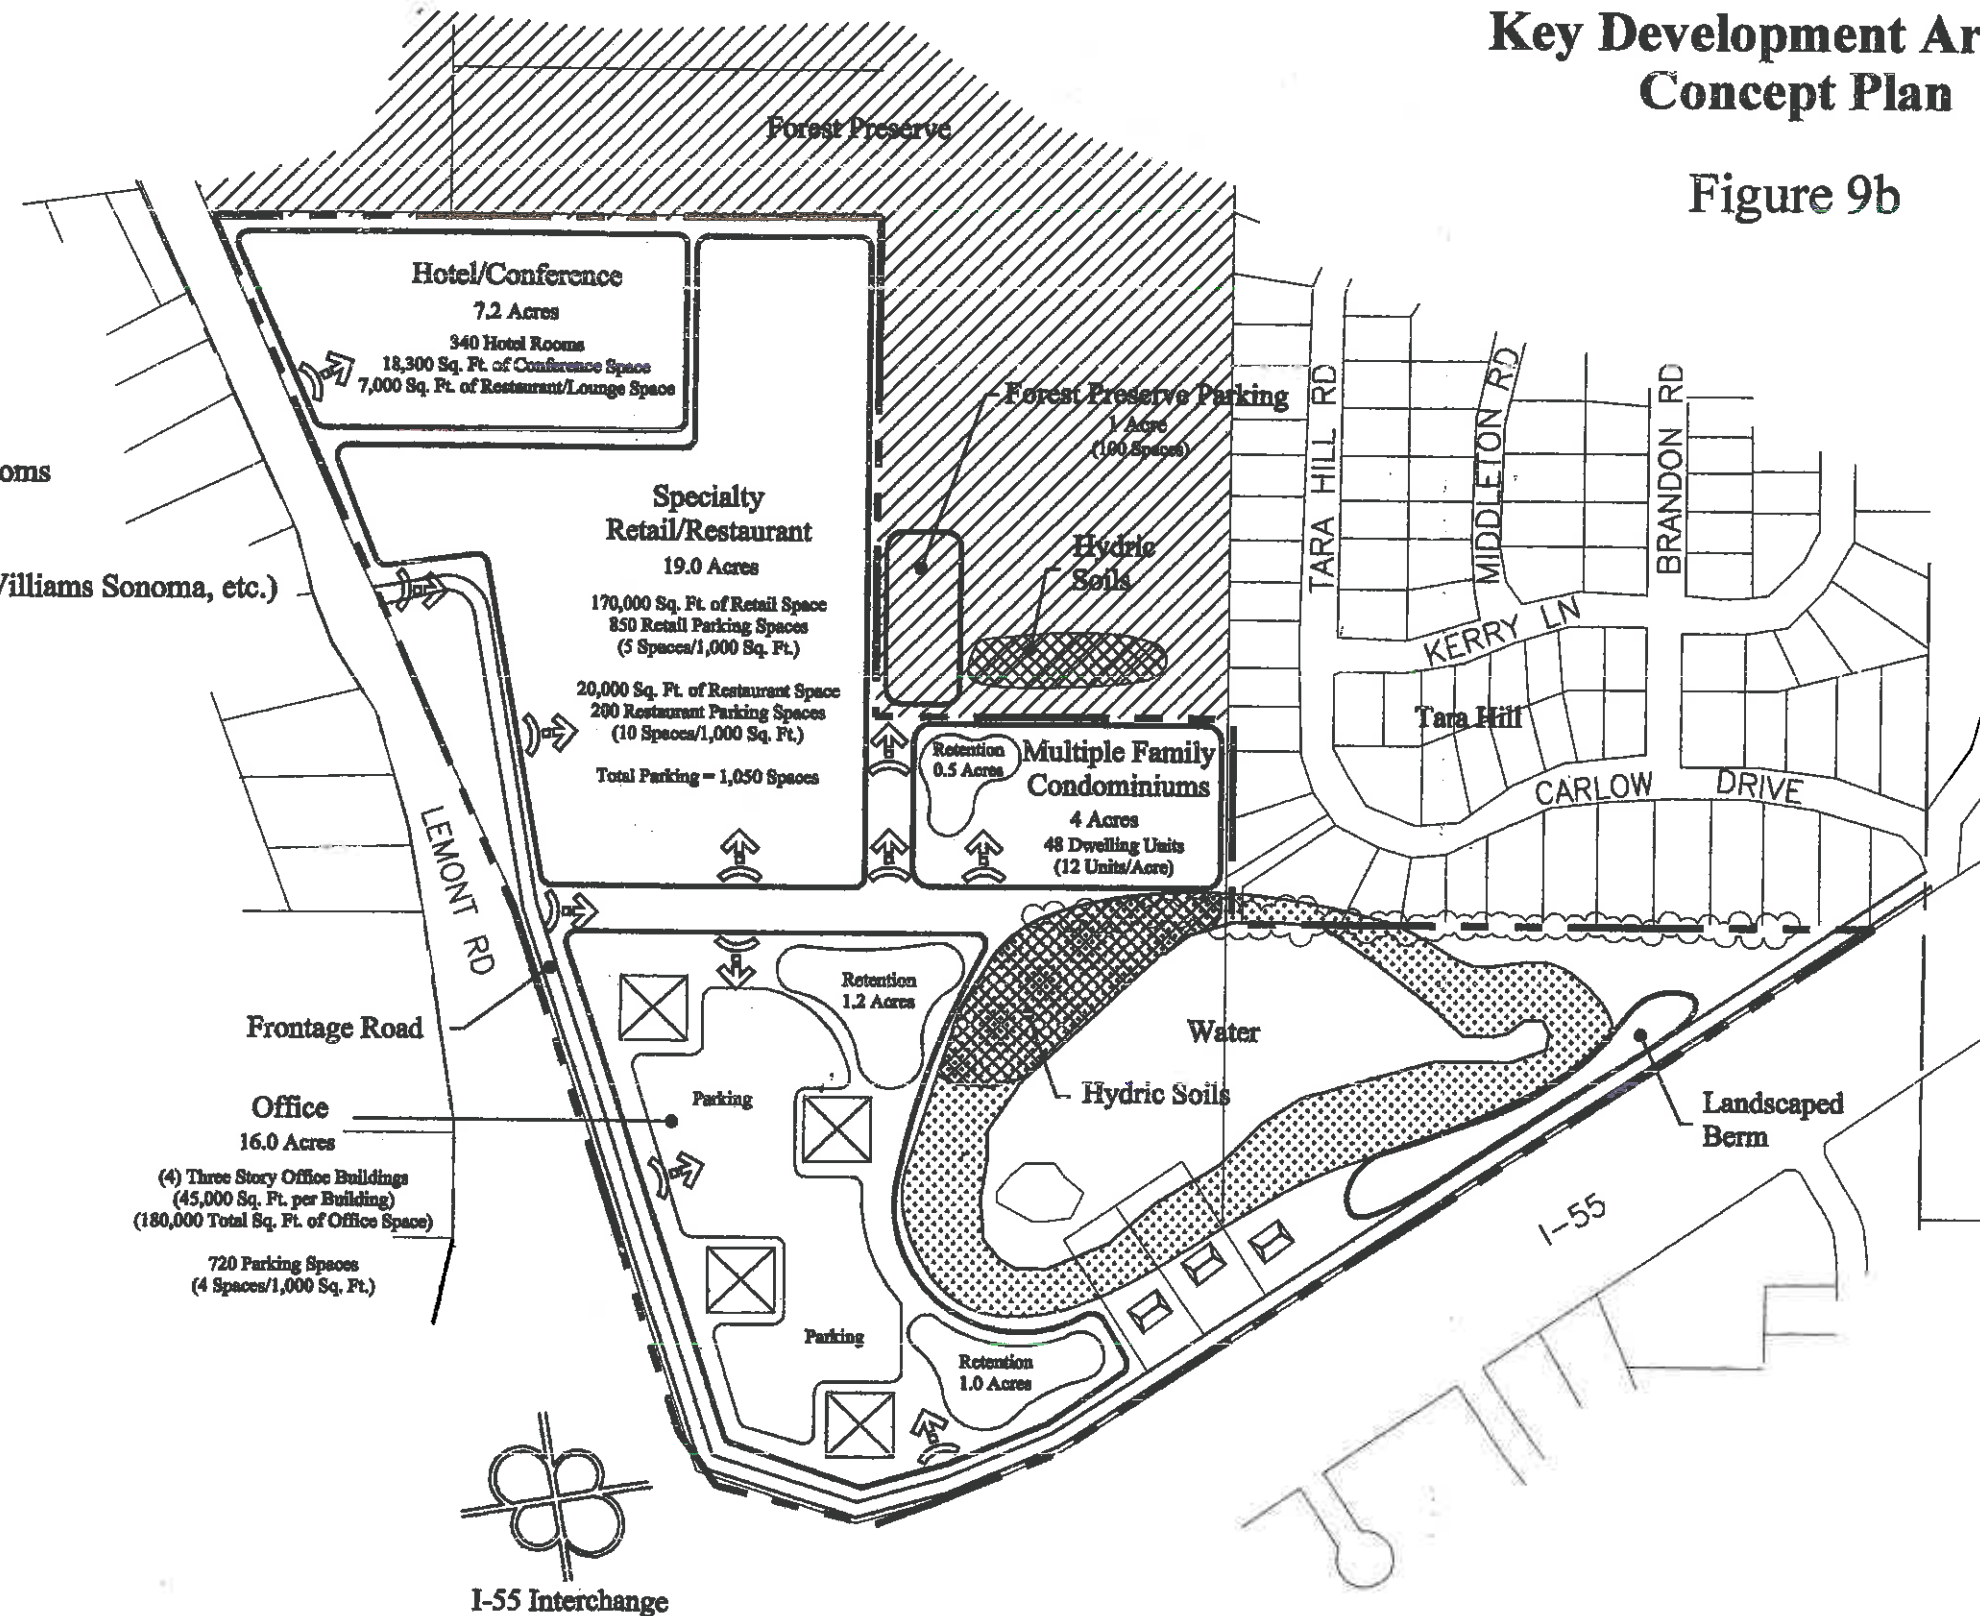 Key Development Ar
Concept Plan
Figure 9b
Forest Preserve
Hotel/Conference
7.2 Acres
340 Hotel Rooms
18,300 Sq. Ft. of Conference Space
7,000 Sq. Ft. of Restaurant/Lounge Space
Forest Preserve Parking
1 Acre
(100 Spaces)
ooms
Specialty
Retail/Restaurant
19.0 Acres
170,000 Sq. Ft. of Retail Space
850 Retail Parking Spaces
(5 Spaces/1,000 Sq. Ft.)
20,000 Sq. Ft. of Restaurant Space
200 Restaurant Parking Spaces
(10 Spaces/1,000 Sq. Ft.)
Total Parking = 1,050 Spaces
Hydric
Soils
Villiams Sonoma, etc.)
TARA HILL RD
MIDDLETON RD
BRANDON RD
KERRY LN
Tara Hill
CARLOW DRIVE
Retention
0.5 Acres
Multiple Family
Condominiums
4 Acres
48 Dwelling Units
(12 Units/Acre)
LEMONT RD
Retention
1.2 Acres
Frontage Road
Water
Parking
Hydric Soils
Landscaped
Berm
Office
16.0 Acres
(4) Three Story Office Buildings
(45,000 Sq. Ft. per Building)
(180,000 Total Sq. Ft. of Office Space)
720 Parking Spaces
(4 Spaces/1,000 Sq. Ft.)
I-55
Parking
Retention
1.0 Acres
I-55 Interchange